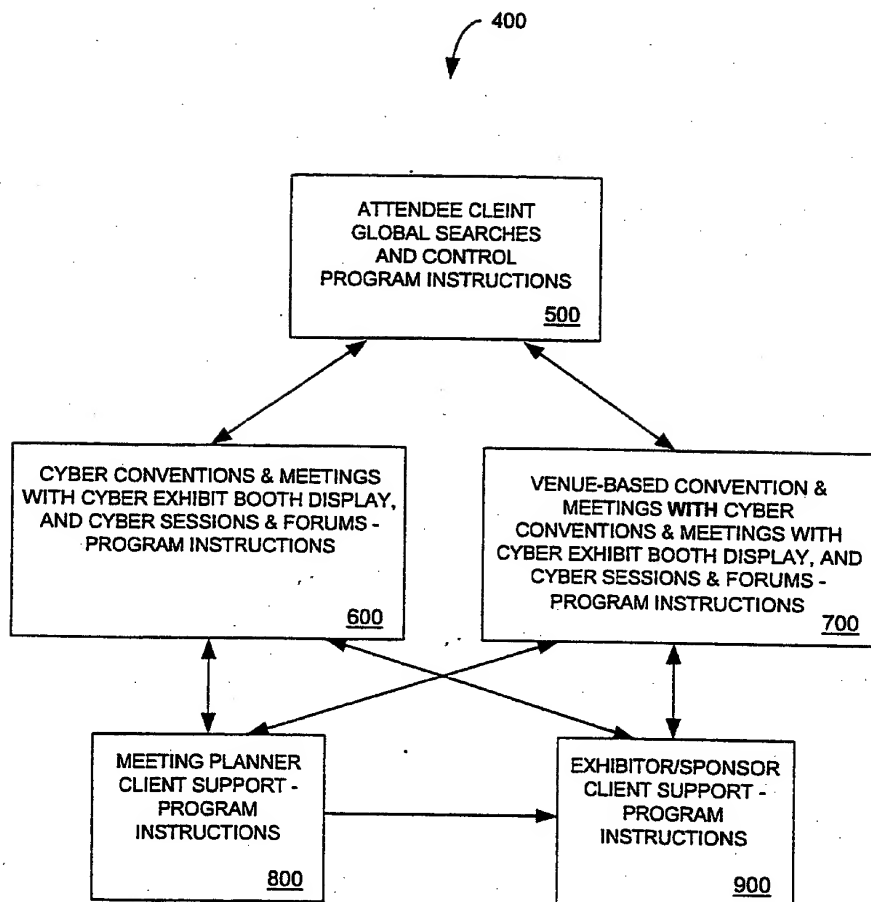 400
ATTENDEE CLEINT
GLOBAL SEARCHES
AND CONTROL
PROGRAM INSTRUCTIONS
500
CYBER CONVENTIONS & MEETINGS
WITH CYBER EXHIBIT BOOTH DISPLAY,
AND CYBER SESSIONS & FORUMS -
PROGRAM INSTRUCTIONS
600
VENUE-BASED CONVENTION &
MEETINGS WITH CYBER
CONVENTIONS & MEETINGS WITH
CYBER EXHIBIT BOOTH DISPLAY, AND
CYBER SESSIONS & FORUMS -
PROGRAM INSTRUCTIONS
700
MEETING PLANNER
CLIENT SUPPORT -
PROGRAM
INSTRUCTIONS
800
EXHIBITOR/SPONSOR
CLIENT SUPPORT -
PROGRAM
INSTRUCTIONS
900